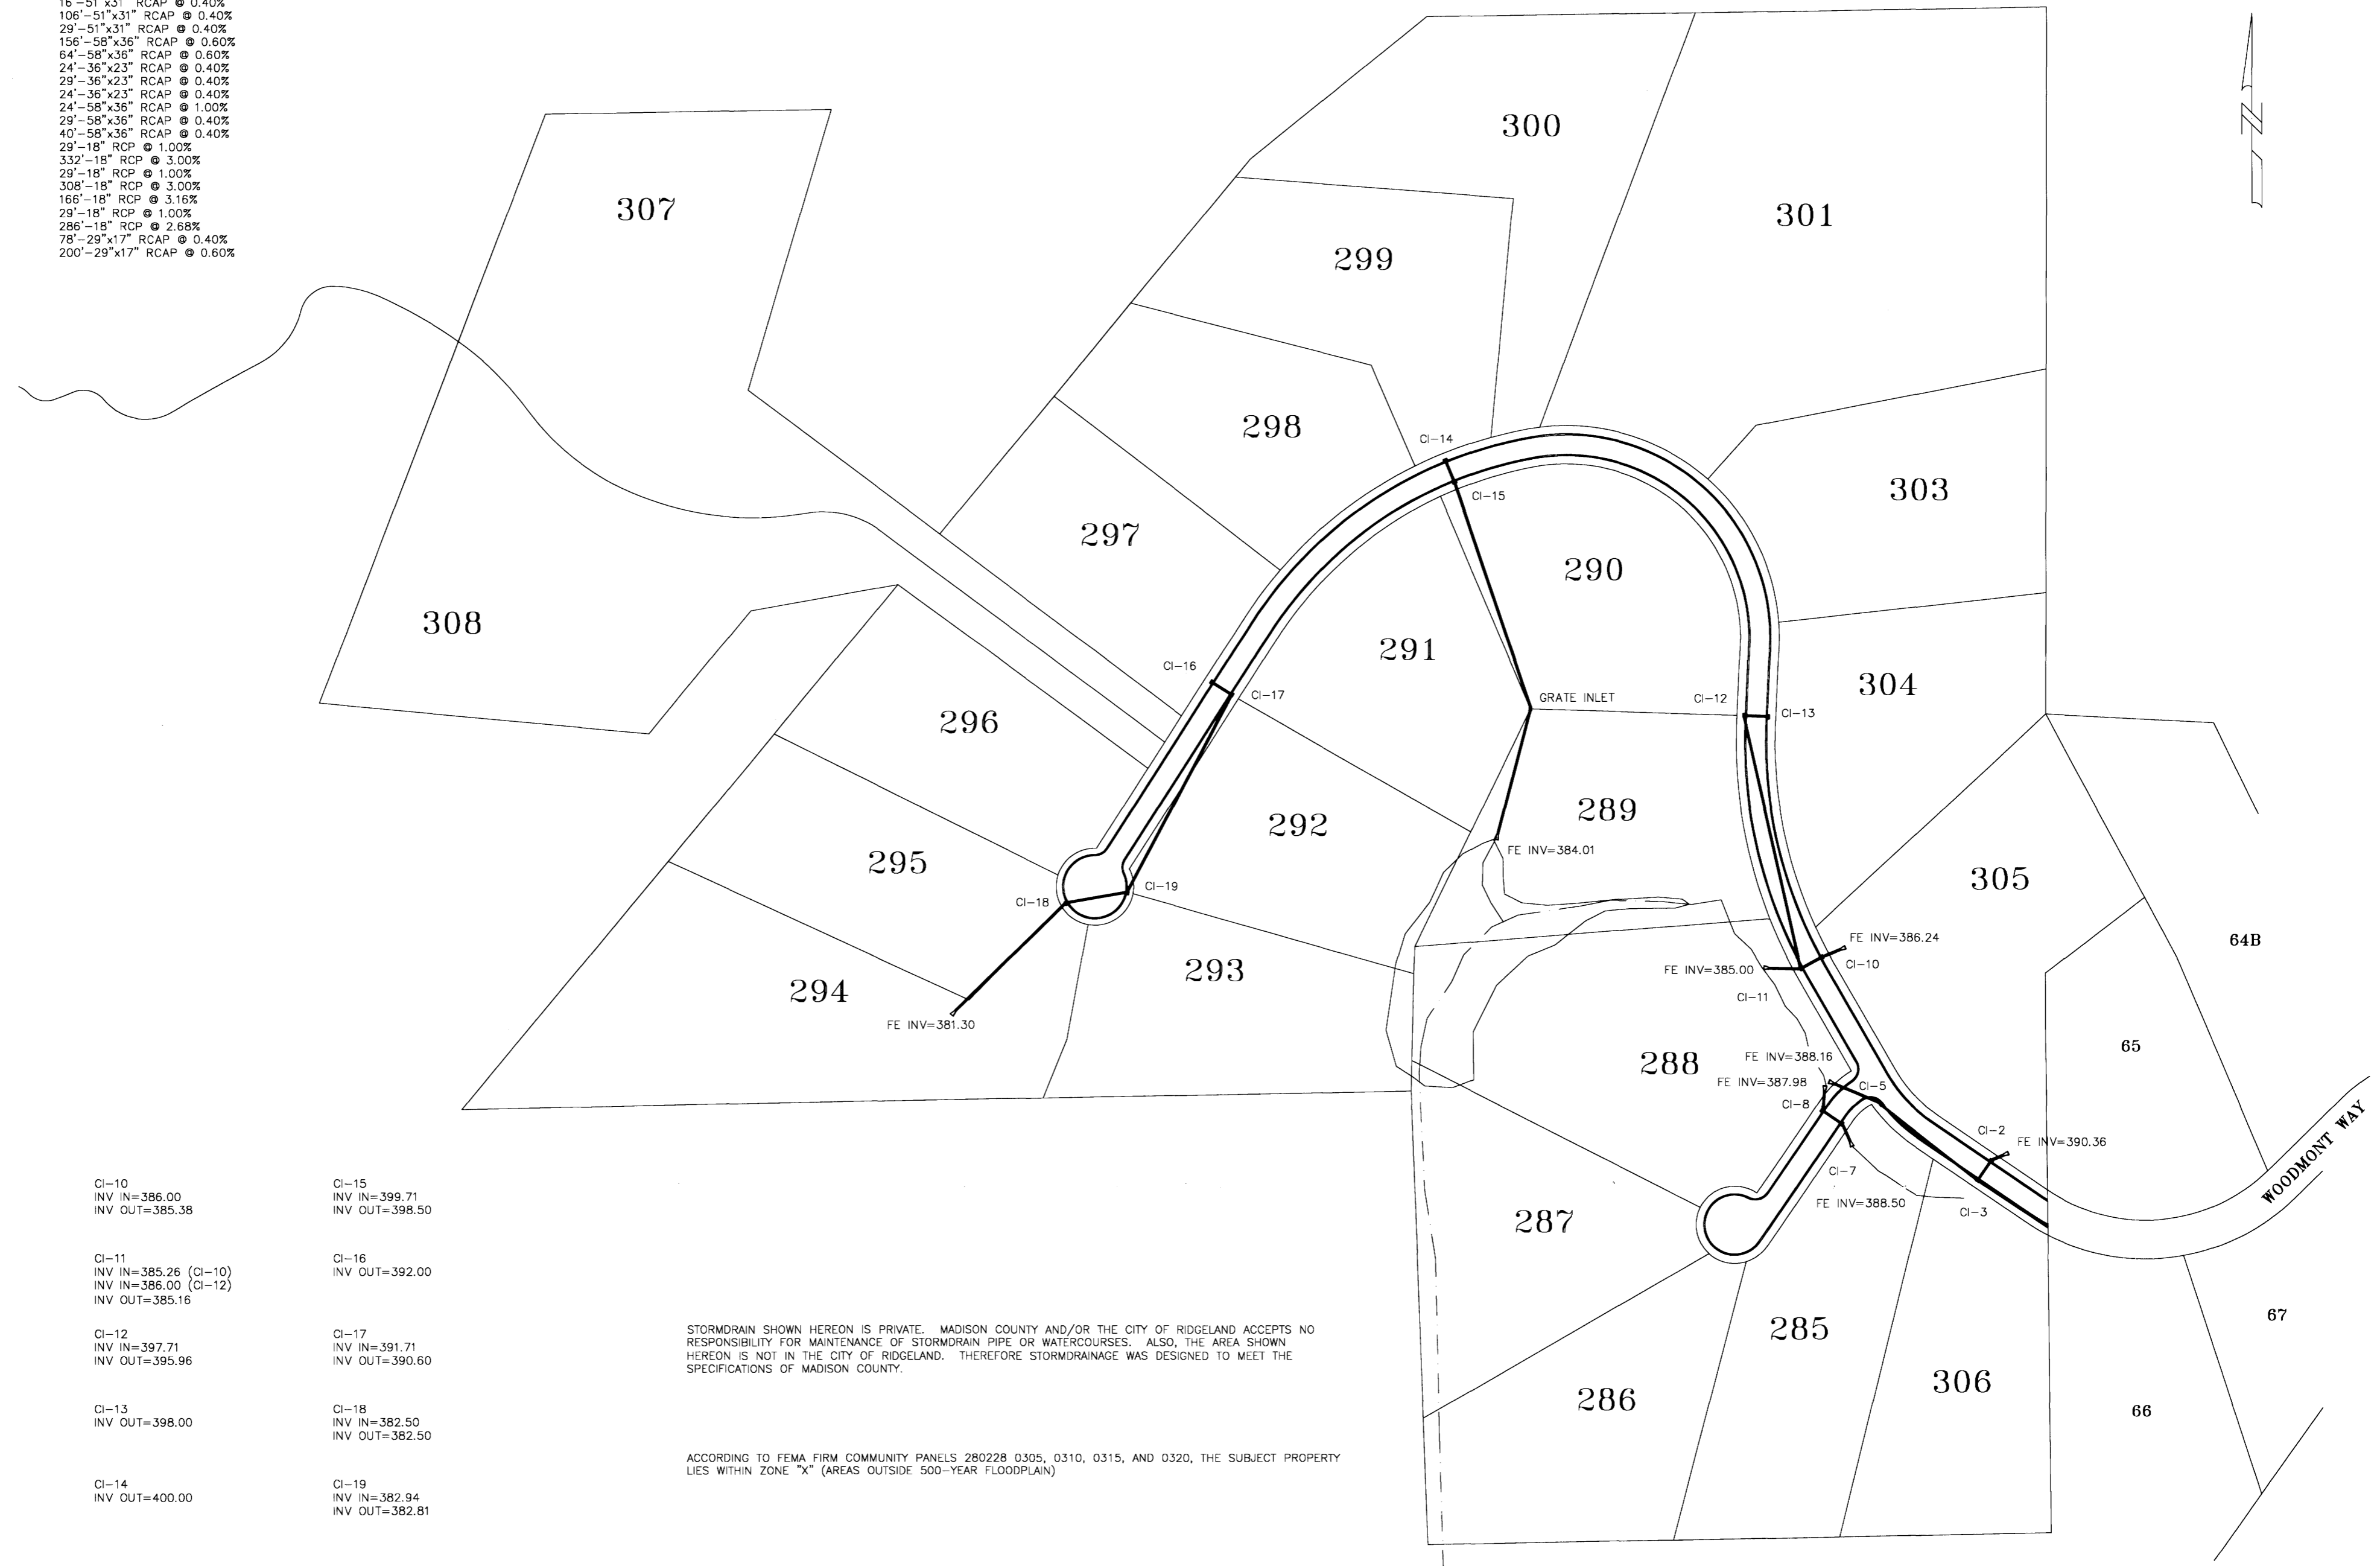 16'-51"x31" RCAP @ 0.40%
106'-51"x31" RCAP @ 0.40%
29'-51"x31" RCAP @ 0.40%
156'-58"x36" RCAP @ 0.60%
64'-58"x36" RCAP @ 0.60%
24'-36"x23" RCAP @ 0.40%
29'-36"x23" RCAP @ 0.40%
24'-36"x23" RCAP @ 0.40%
24'-58"x36" RCAP @ 1.00%
29'-58"x36" RCAP @ 0.40%
40'-58"x36" RCAP @ 0.40%
29'-18" RCP @ 1.00%
332'-18" RCP @ 3.00%
29'-18" RCP @ 1.00%
308'-18" RCP @ 3.00%
166'-18" RCP @ 3.16%
29'-18" RCP @ 1.00%
286'-18" RCP @ 2.68%
78'-29"x17" RCAP @ 0.40%
200'-29"x17" RCAP @ 0.60%
N
300
307
301
299
298
CI-14
303
CI-15
297
290
308
291
CI-16
304
CI-17
GRATE INLET
CI-12
CI-13
296
289
292
FE INV=384.01
295
305
CI-19
CI-18
FE INV=386.24
64B
CI-10
FE INV=385.00
293
294
CI-11
FE INV=381.30
65
288
FE INV=388.16
FE INV=387.98
CI-5
CI-8
CI-2
FE INV=390.36
WOODMONT WAY
CI-7
FE INV=388.50
CI-3
287
67
285
306
286
66
CI-10
INV IN=386.00
INV OUT=385.38
CI-11
INV IN=385.26 (CI-10)
INV IN=386.00 (CI-12)
INV OUT=385.16
CI-12
INV IN=397.71
INV OUT=395.96
CI-13
INV OUT=398.00
CI-14
INV OUT=400.00
CI-15
INV IN=399.71
INV OUT=398.50
CI-16
INV OUT=392.00
CI-17
INV IN=391.71
INV OUT=390.60
CI-18
INV IN=382.50
INV OUT=382.50
CI-19
INV IN=382.94
INV OUT=382.81
STORMDRAIN SHOWN HEREON IS PRIVATE. MADISON COUNTY AND/OR THE CITY OF RIDGELAND ACCEPTS NO
RESPONSIBILITY FOR MAINTENANCE OF STORMDRAIN PIPE OR WATERCOURSES. ALSO, THE AREA SHOWN
HEREON IS NOT IN THE CITY OF RIDGELAND. THEREFORE STORMDRAINAGE WAS DESIGNED TO MEET THE
SPECIFICATIONS OF MADISON COUNTY.
ACCORDING TO FEMA FIRM COMMUNITY PANELS 280228 0305, 0310, 0315, AND 0320, THE SUBJECT PROPERTY
LIES WITHIN ZONE "X" (AREAS OUTSIDE 500-YEAR FLOODPLAIN)